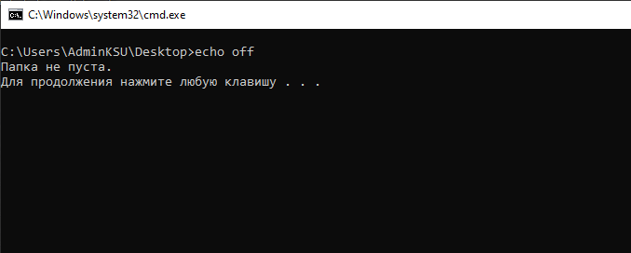 C:\Windows\system32\cmd.exe
C:\Users\AdminKSU\Desktop>echo off
Папка не пуста.
Для продолжения нажмите любую клавишу . . .